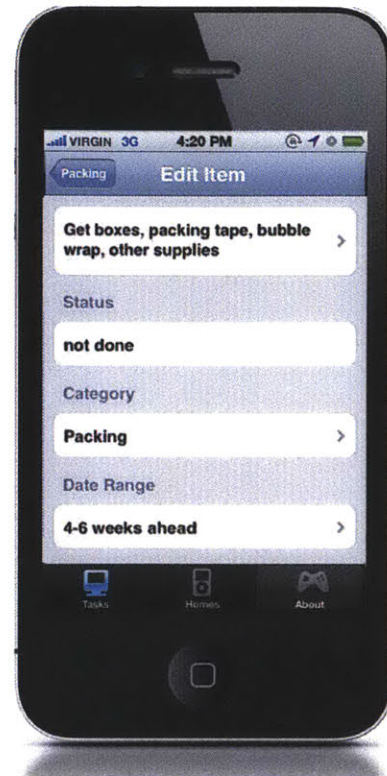 VIRGIN 3G 4:20 PM
Packing Edit Item
Get boxes, packing tape, bubble
wrap, other supplies
Status
not done
Category
Packing
Date Range
4-6 weeks ahead
Tasks Homes About